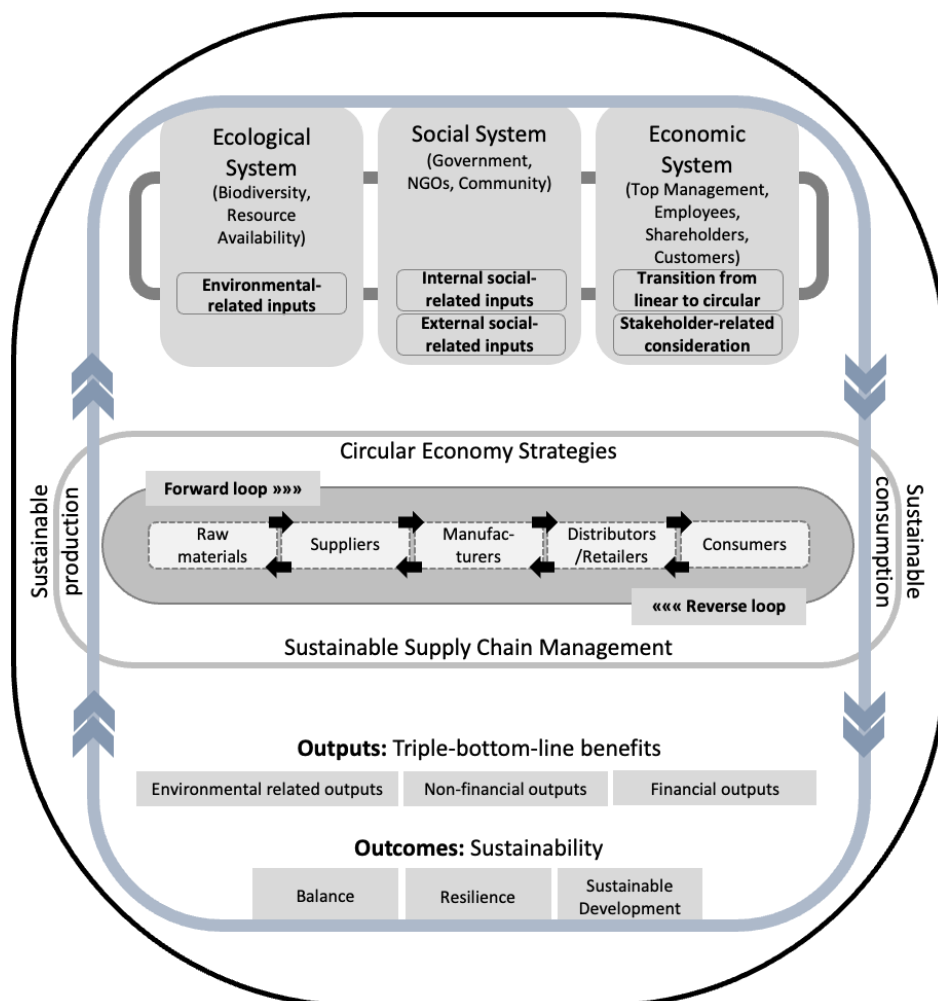 Ecological
System
(Biodiversity,
Resource
Availability)
Environmental-
related inputs
Social System
(Government,
NGOs, Community)
Internal social-
related inputs
External social-
related inputs
Economic
System
(Top Management,
Employees,
Shareholders,
Customers)
Transition from
linear to circular
Stakeholder-related
consideration
Circular Economy Strategies
Sustainable
production
Forward loop »»»
Raw
materials
Suppliers
Manufac-
turers
Distributors
/Retailers
Consumers
««« Reverse loop
Sustainable
consumption
Sustainable Supply Chain Management
Outputs: Triple-bottom-line benefits
Environmental related outputs
Non-financial outputs
Financial outputs
Outcomes: Sustainability
Balance
Resilience
Sustainable
Development